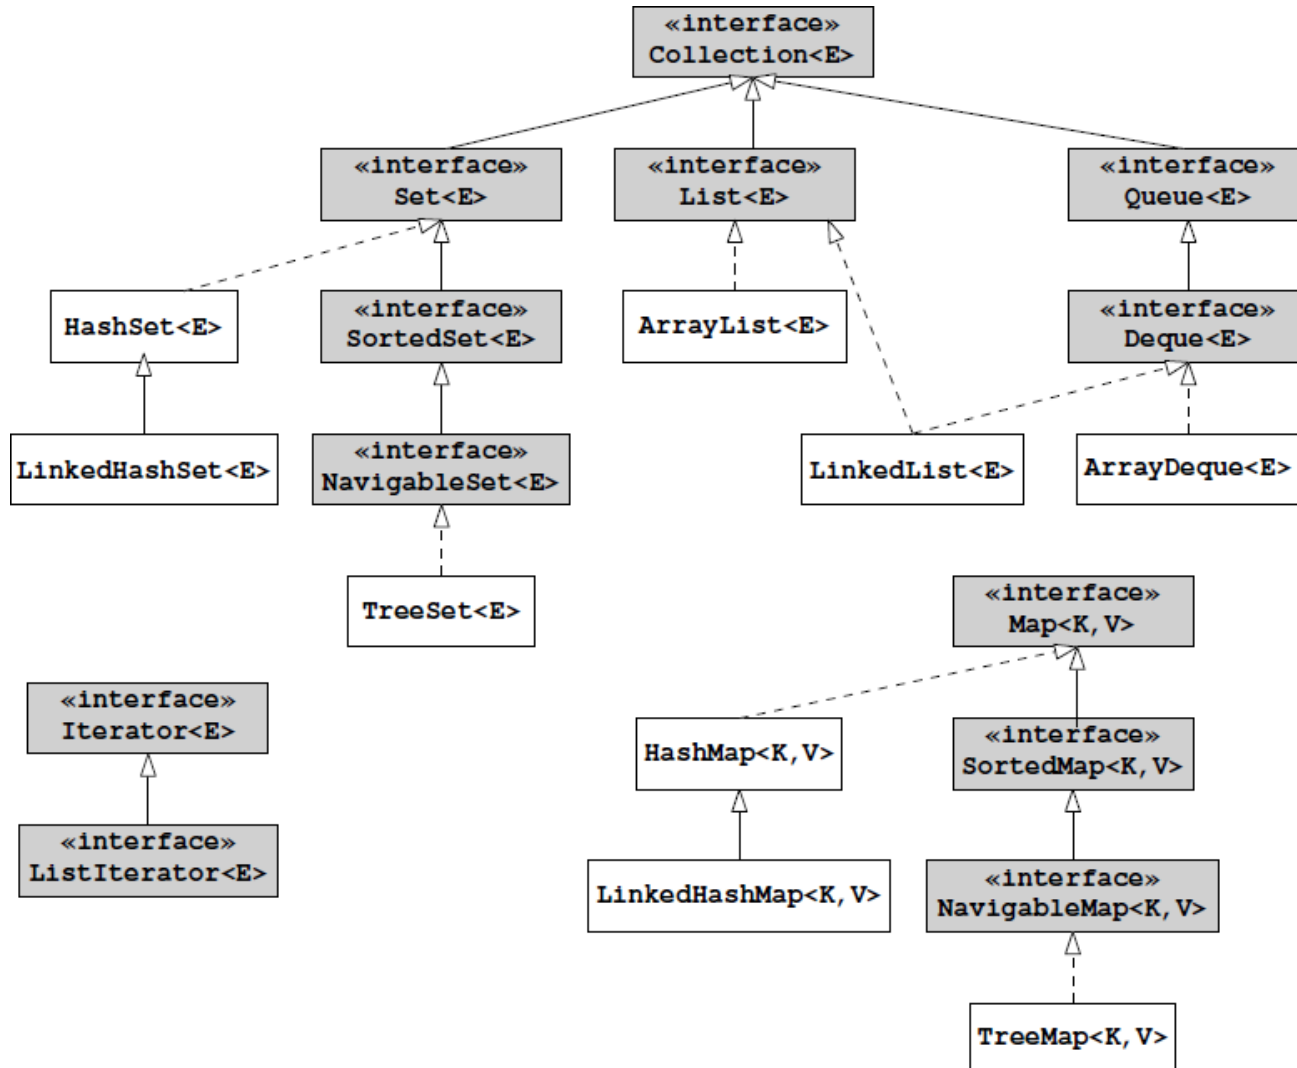 «interface»
Collection<E>
«interface»
Set<E>
«interface»
List<E>
«interface»
Queue<E>
HashSet<E>
«interface»
SortedSet<E>
ArrayList<E>
«interface»
Deque<E>
LinkedHashSet<E>
«interface»
NavigableSet<E>
LinkedList<E>
ArrayDeque<E>
TreeSet<E>
«interface»
Map<K,V>
«interface»
Iterator<E>
HashMap<K,V>
«interface»
SortedMap<K,V>
«interface»
ListIterator<E>
LinkedHashMap<K,V>
«interface»
NavigableMap<K,V>
TreeMap<K,V>